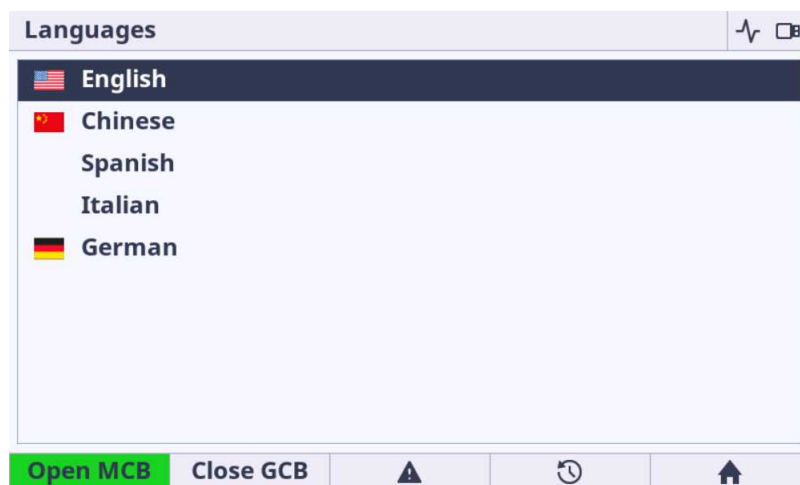 Languages
English
Chinese
Spanish
Italian
German
Open MCB Close GCB